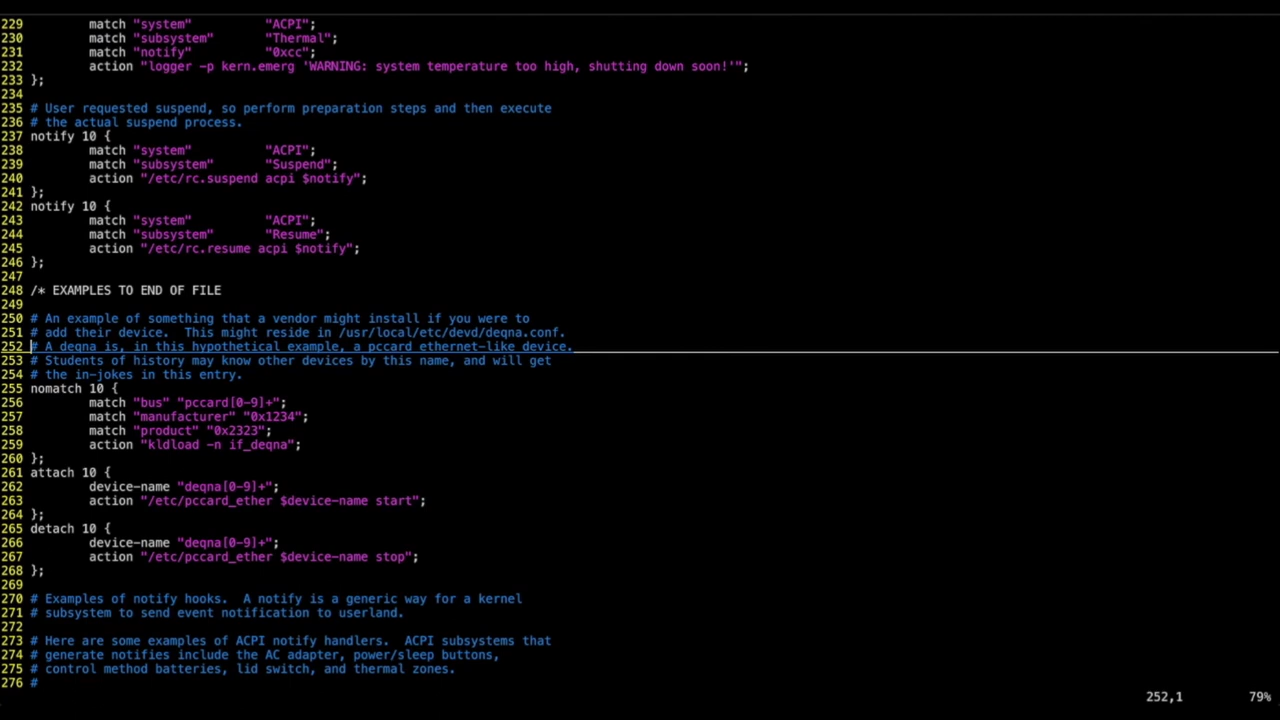 229         match "system"          "ACPI";
230         match "subsystem"       "Thermal";
231         match "notify"          "0xcc";
232         action "logger -p kern.emerg 'WARNING: system temperature too high, shutting down soon!'";
233 };
234
235 # User requested suspend, so perform preparation steps and then execute
236 # the actual suspend process.
237 notify 10 {
238         match "system"          "ACPI";
239         match "subsystem"       "Suspend";
240         action "/etc/rc.suspend acpi $notify";
241 };
242 notify 10 {
243         match "system"          "ACPI";
244         match "subsystem"       "Resume";
245         action "/etc/rc.resume acpi $notify";
246 };
247
248 /* EXAMPLES TO END OF FILE
249
250 # An example of something that a vendor might install if you were to
251 # add their device.  This might reside in /usr/local/etc/devd/deqna.conf.
252 # A deqna is, in this hypothetical example, a pccard ethernet-like device.
253 # Students of history may know other devices by this name, and will get
254 # the in-jokes in this entry.
255 nomatch 10 {
256         match "bus" "pccard[0-9]+";
257         match "manufacturer" "0x1234";
258         match "product" "0x2323";
259         action "kldload -n if_deqna";
260 };
261 attach 10 {
262         device-name "deqna[0-9]+";
263         action "/etc/pccard_ether $device-name start";
264 };
265 detach 10 {
266         device-name "deqna[0-9]+";
267         action "/etc/pccard_ether $device-name stop";
268 };
269
270 # Examples of notify hooks.  A notify is a generic way for a kernel
271 # subsystem to send event notification to userland.
272
273 # Here are some examples of ACPI notify handlers.  ACPI subsystems that
274 # generate notifies include the AC adapter, power/sleep buttons,
275 # control method batteries, lid switch, and thermal zones.
276 #
252,1          79%